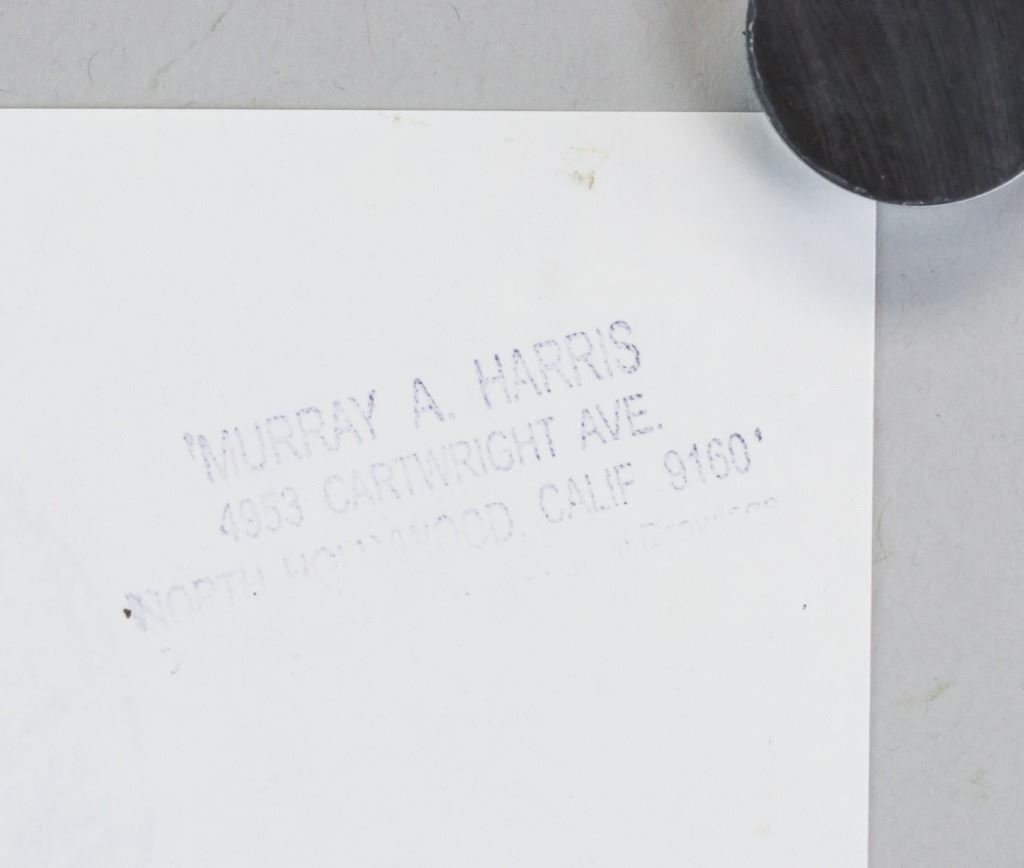 'MURRAY A. HARRIS
4953 CARTWRIGHT AVE.
NORTH HOLLYWOOD, CALIF 9160'